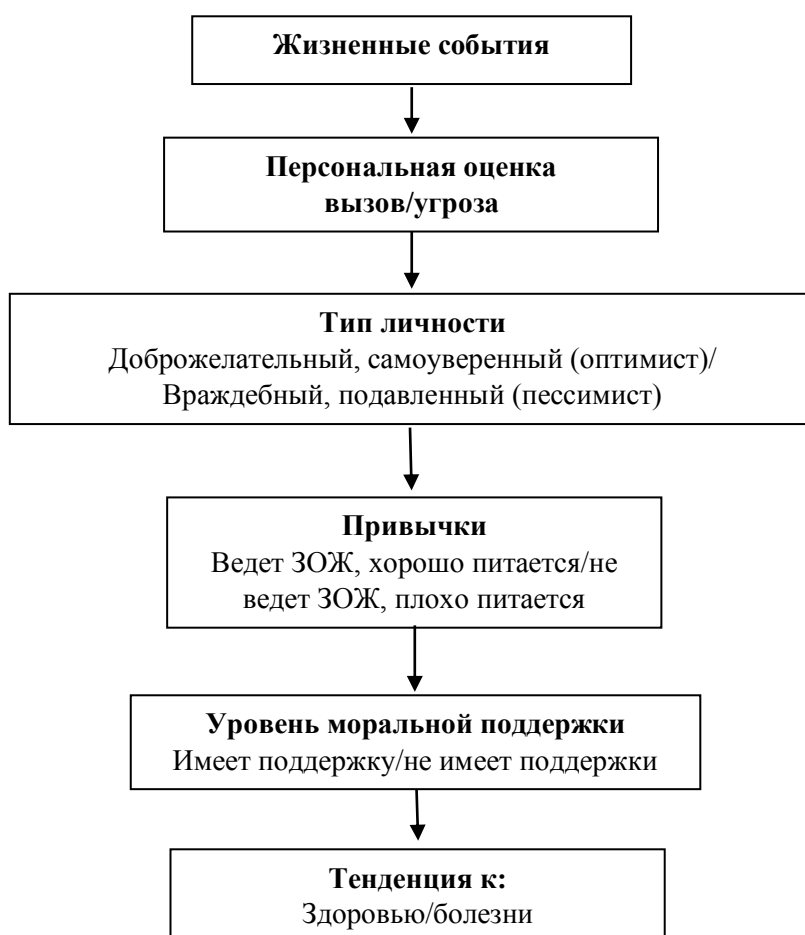 Жизненные события
Персональная оценка
вызов/угроза
Тип личности
Доброжелательный, самоуверенный (оптимист)/
Враждебный, подавленный (пессимист)
Привычки
Ведет ЗОЖ, хорошо питается/не
ведет ЗОЖ, плохо питается
Уровень моральной поддержки
Имеет поддержку/не имеет поддержки
Тенденция к:
Здоровью/болезни